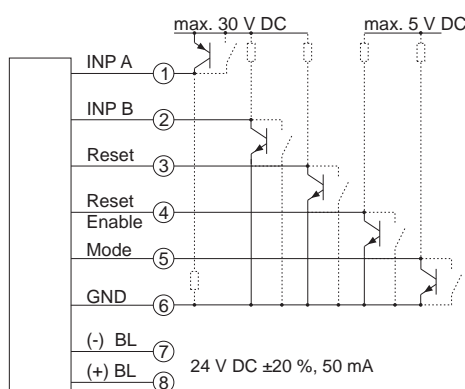 max. 30 V DC
max. 5 V DC
INP A 1
INP B 2
Reset 3
Reset
Enable 4
Mode 5
GND 6
(-) BL 7
24 V DC ±20 %, 50 mA
(+) BL 8